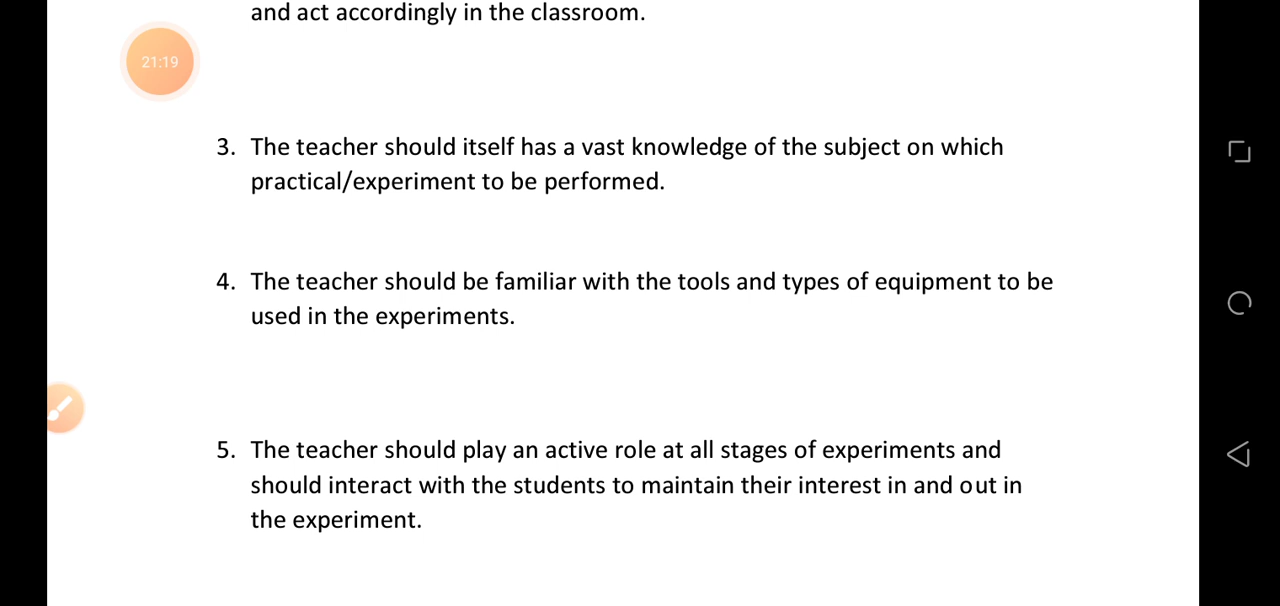 and act accordingly in the classroom.
21:19
3. The teacher should itself has a vast knowledge of the subject on which
practical/experiment to be performed.
4. The teacher should be familiar with the tools and types of equipment to be
used in the experiments.
5. The teacher should play an active role at all stages of experiments and
should interact with the students to maintain their interest in and out in
the experiment.